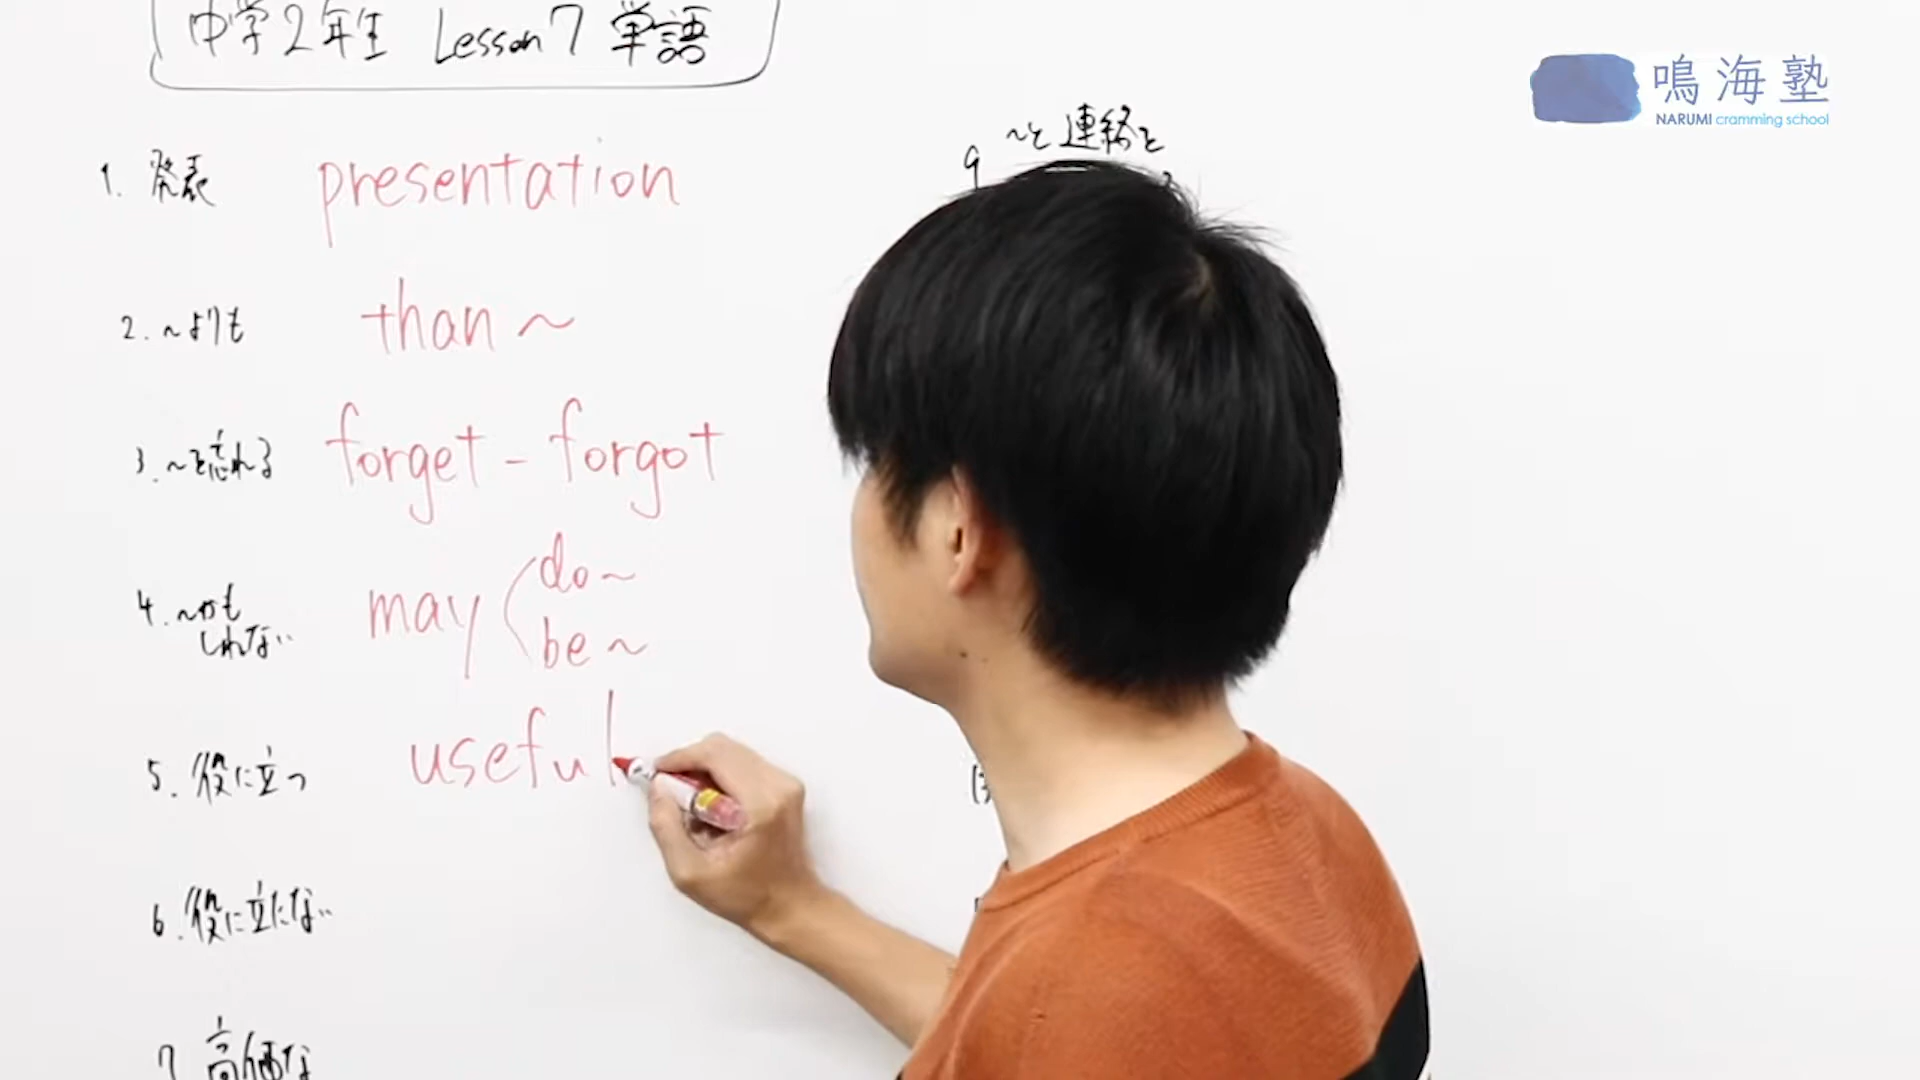 中学2年生 Lesson7 単語
鳴海塾
NARUMI cramming school
1. 発表 presentation
2. ~よりも than ~
3. ~を忘れる forget - forgot
4. ~かも
しれない may
do~
be ~
5. 役に立つ useful
6. 役に立たない
7 高価な
9 ~と連絡を